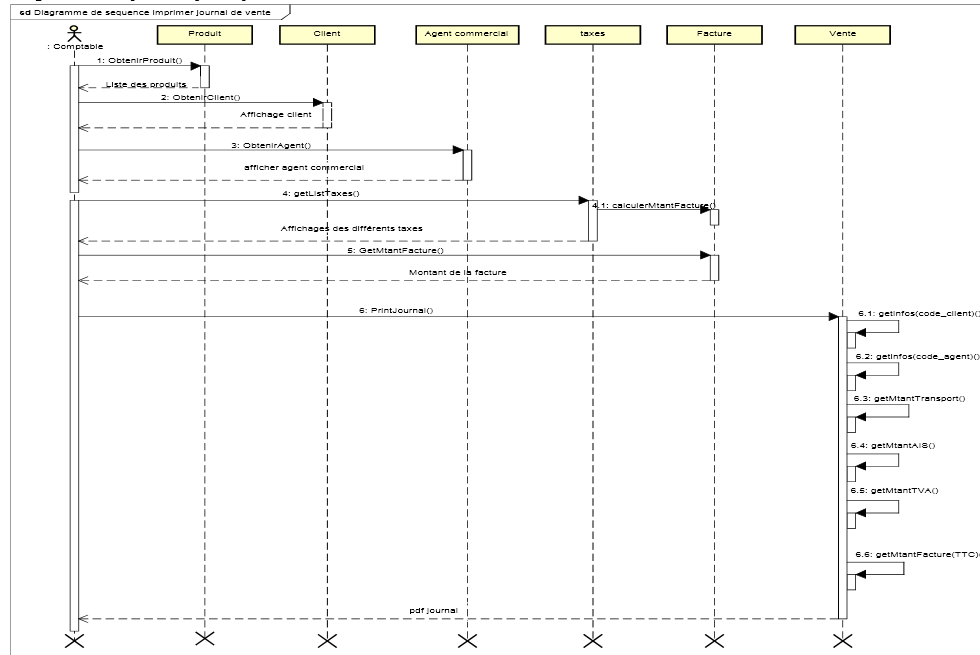 sd Diagramme de sequence imprimer journal de vente
: Comptable
Produit
Client
Agent commercial
taxes
Facture
Vente
1: ObtenirProduit()
Liste des produits
2: ObtenirClient()
Affichage client
3: ObtenirAgent()
afficher agent commercial
4: getListTaxes()
4.1: calculerMtantFacture()
Affichages des différents taxes
5: GetMtantFacture()
Montant de la facture
6: PrintJournal()
6.1: getInfos(code_client)()
6.2: getInfos(code_agent)()
6.3: getMtantTransport()
6.4: getMtantAIS()
6.5: getMtantTVA()
6.6: getMtantFacture(TTC)
pdf journal